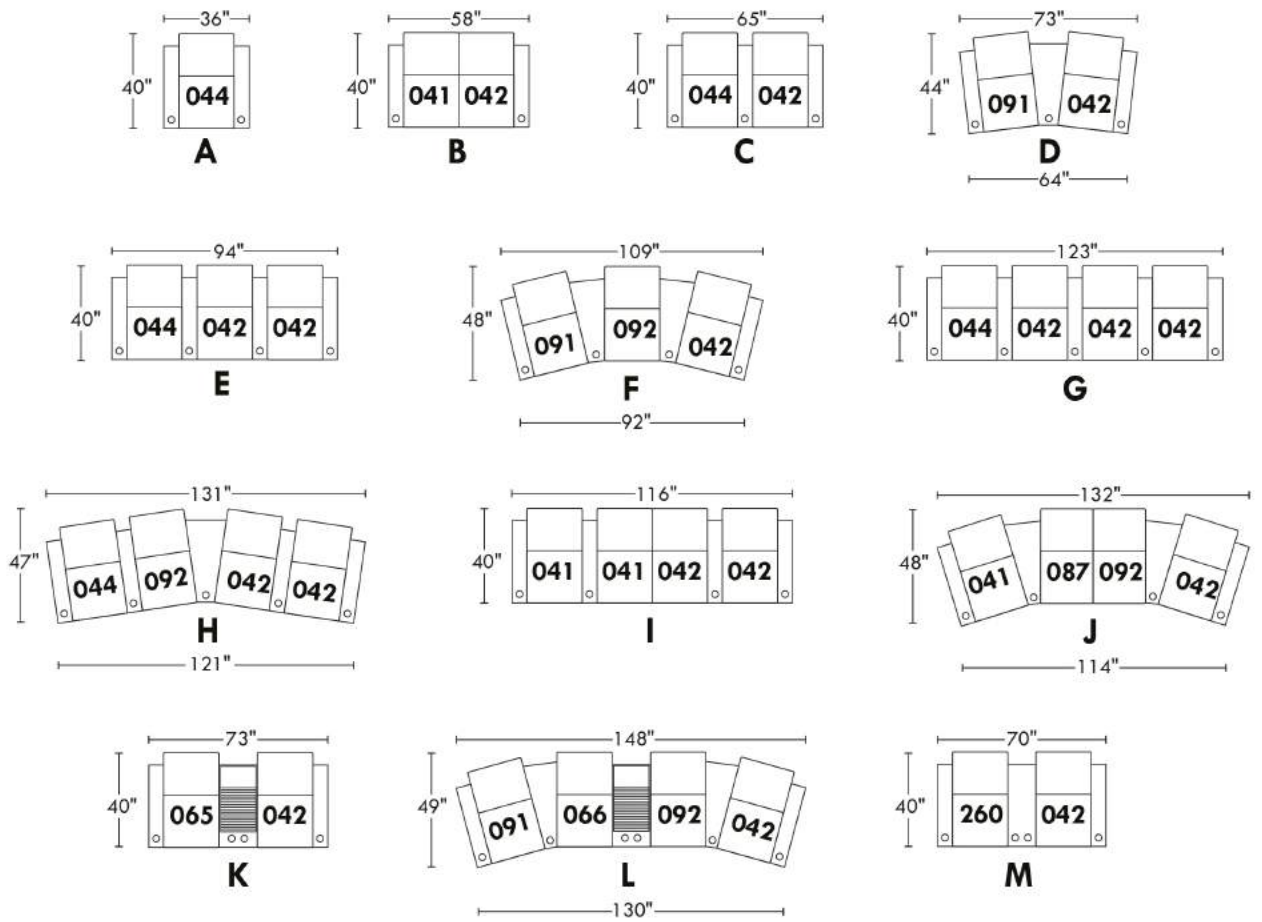 36"
40"
044
A
58"
40"
041 042
B
65"
40"
044 042
C
73"
44"
091 042
D
64"
94"
40"
044 042 042
E
109"
48"
091 092 042
F
92"
123"
40"
044 042 042 042
G
131"
47"
044 092 042 042
H
121"
116"
40"
041 041 042 042
I
132"
48"
041 087 092 042
J
114"
73"
40"
065 042
K
148"
49"
091 066 092 042
L
130"
70"
40"
260 042
M